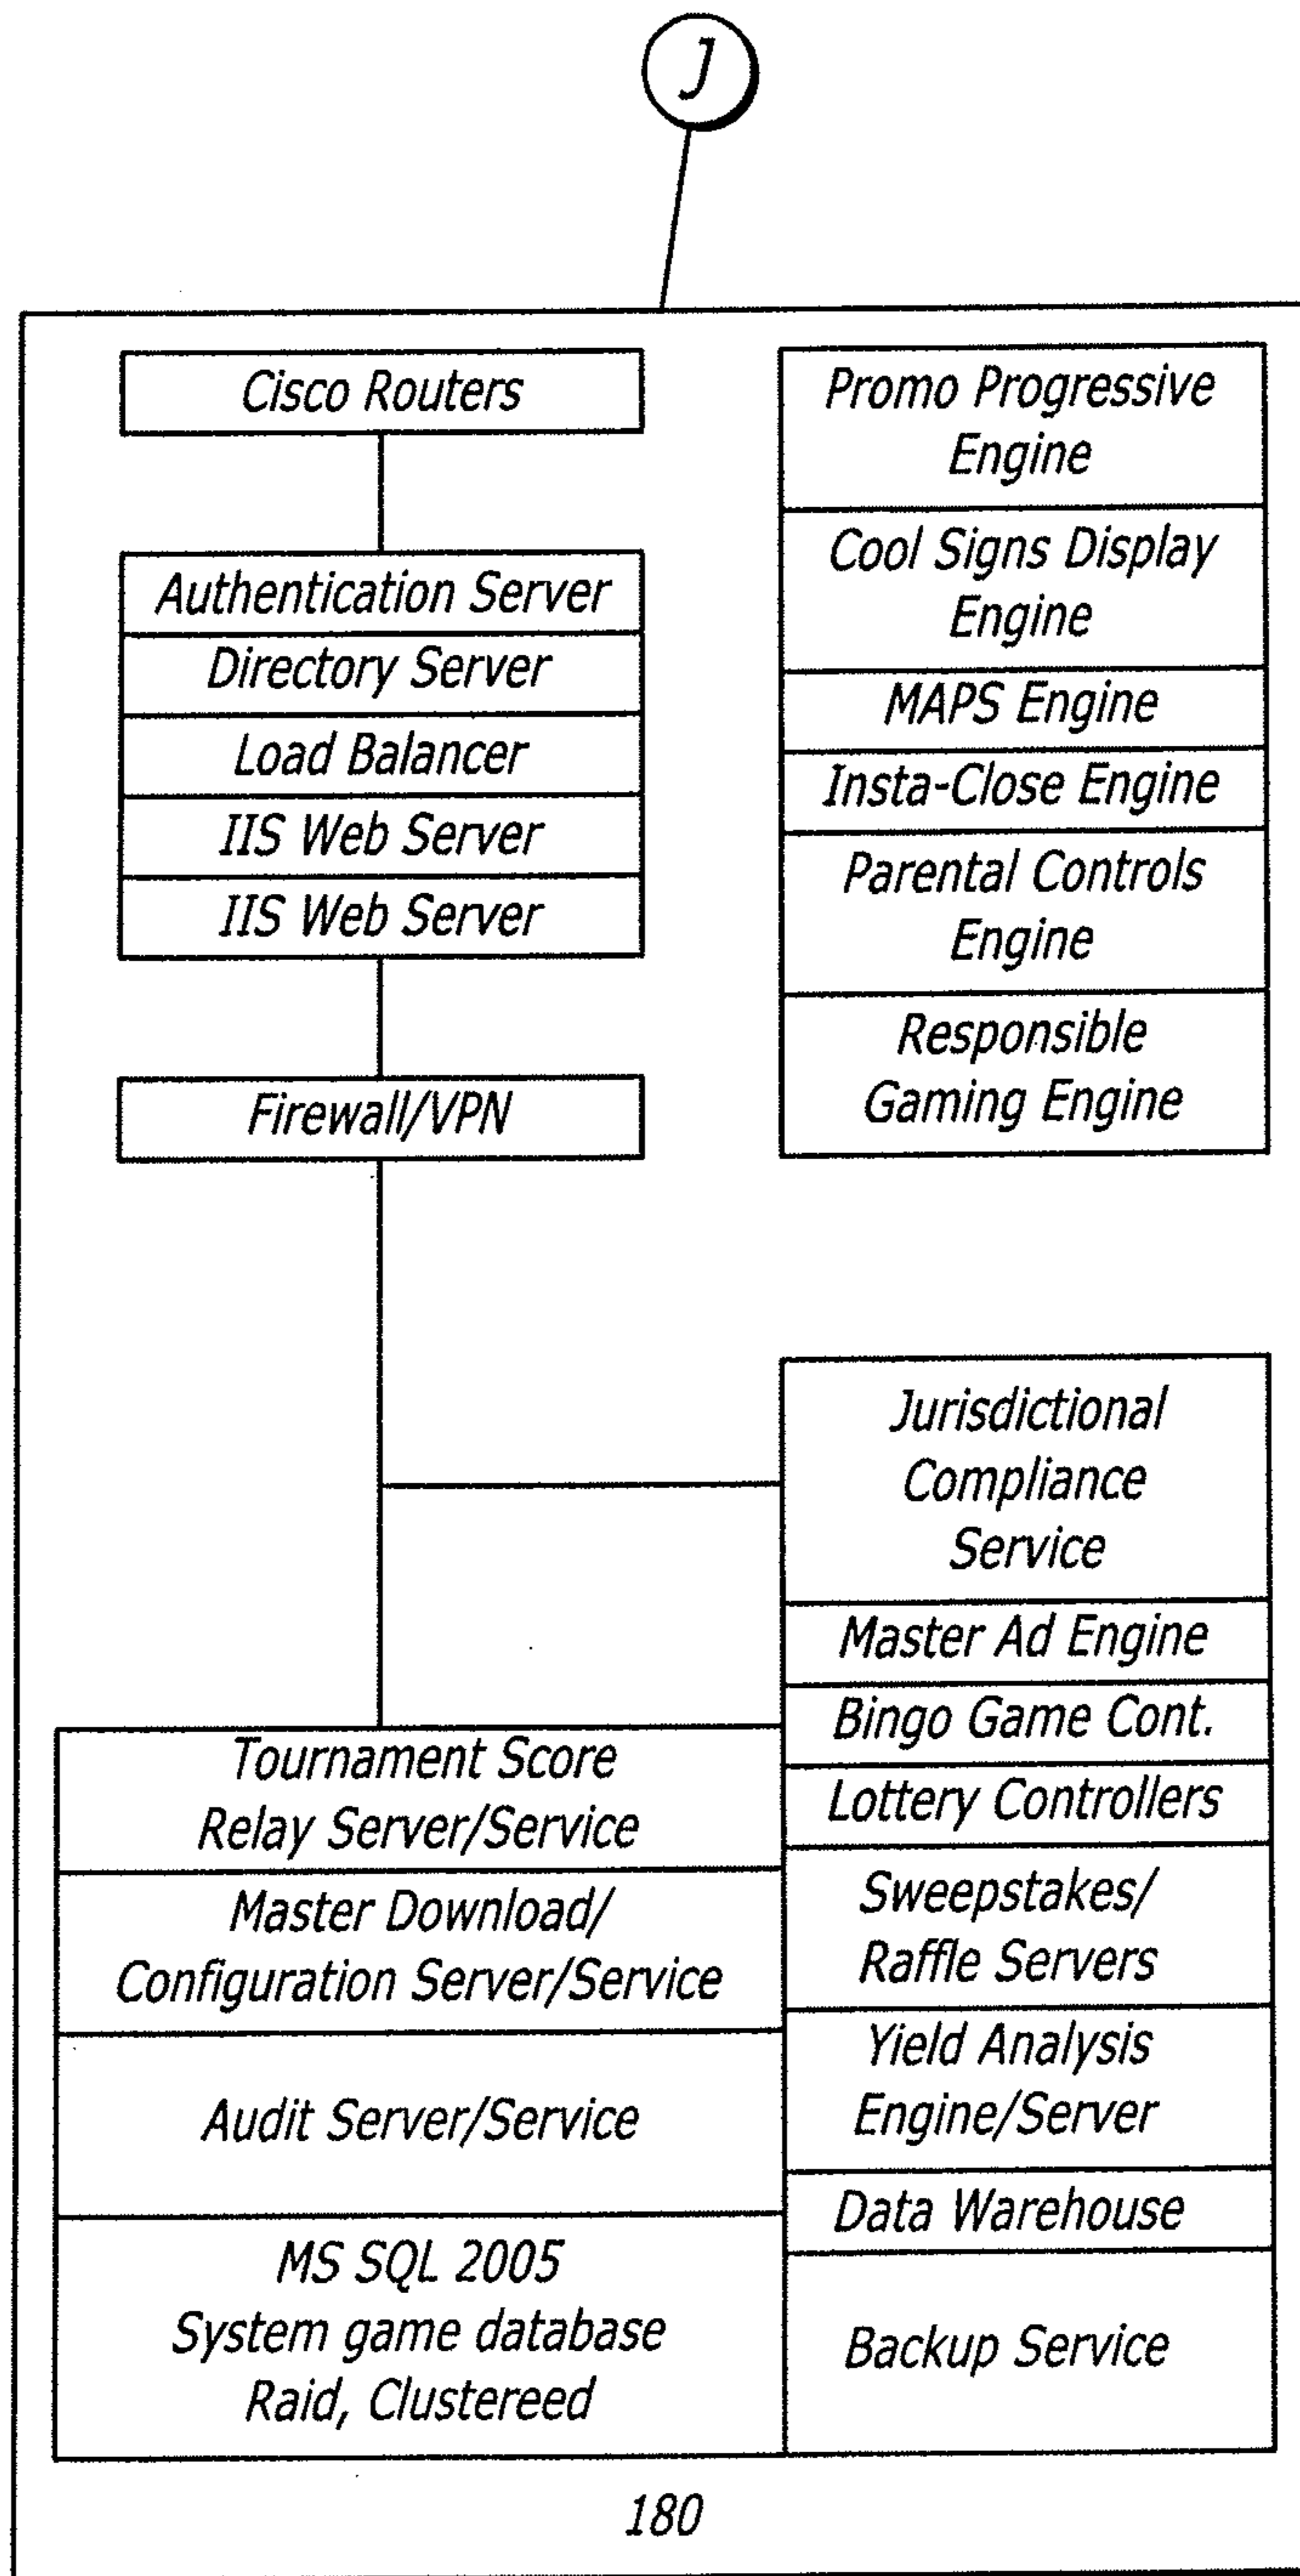 J
Cisco Routers
Authentication Server
Directory Server
Load Balancer
IIS Web Server
IIS Web Server
Firewall/VPN
Promo Progressive
Engine
Cool Signs Display
Engine
MAPS Engine
Insta-Close Engine
Parental Controls
Engine
Responsible
Gaming Engine
Tournament Score
Relay Server/Service
Master Download/
Configuration Server/Service
Audit Server/Service
MS SQL 2005
System game database
Raid, Clustereed
Jurisdictional
Compliance
Service
Master Ad Engine
Bingo Game Cont.
Lottery Controllers
Sweepstakes/
Raffle Servers
Yield Analysis
Engine/Server
Data Warehouse
Backup Service
180